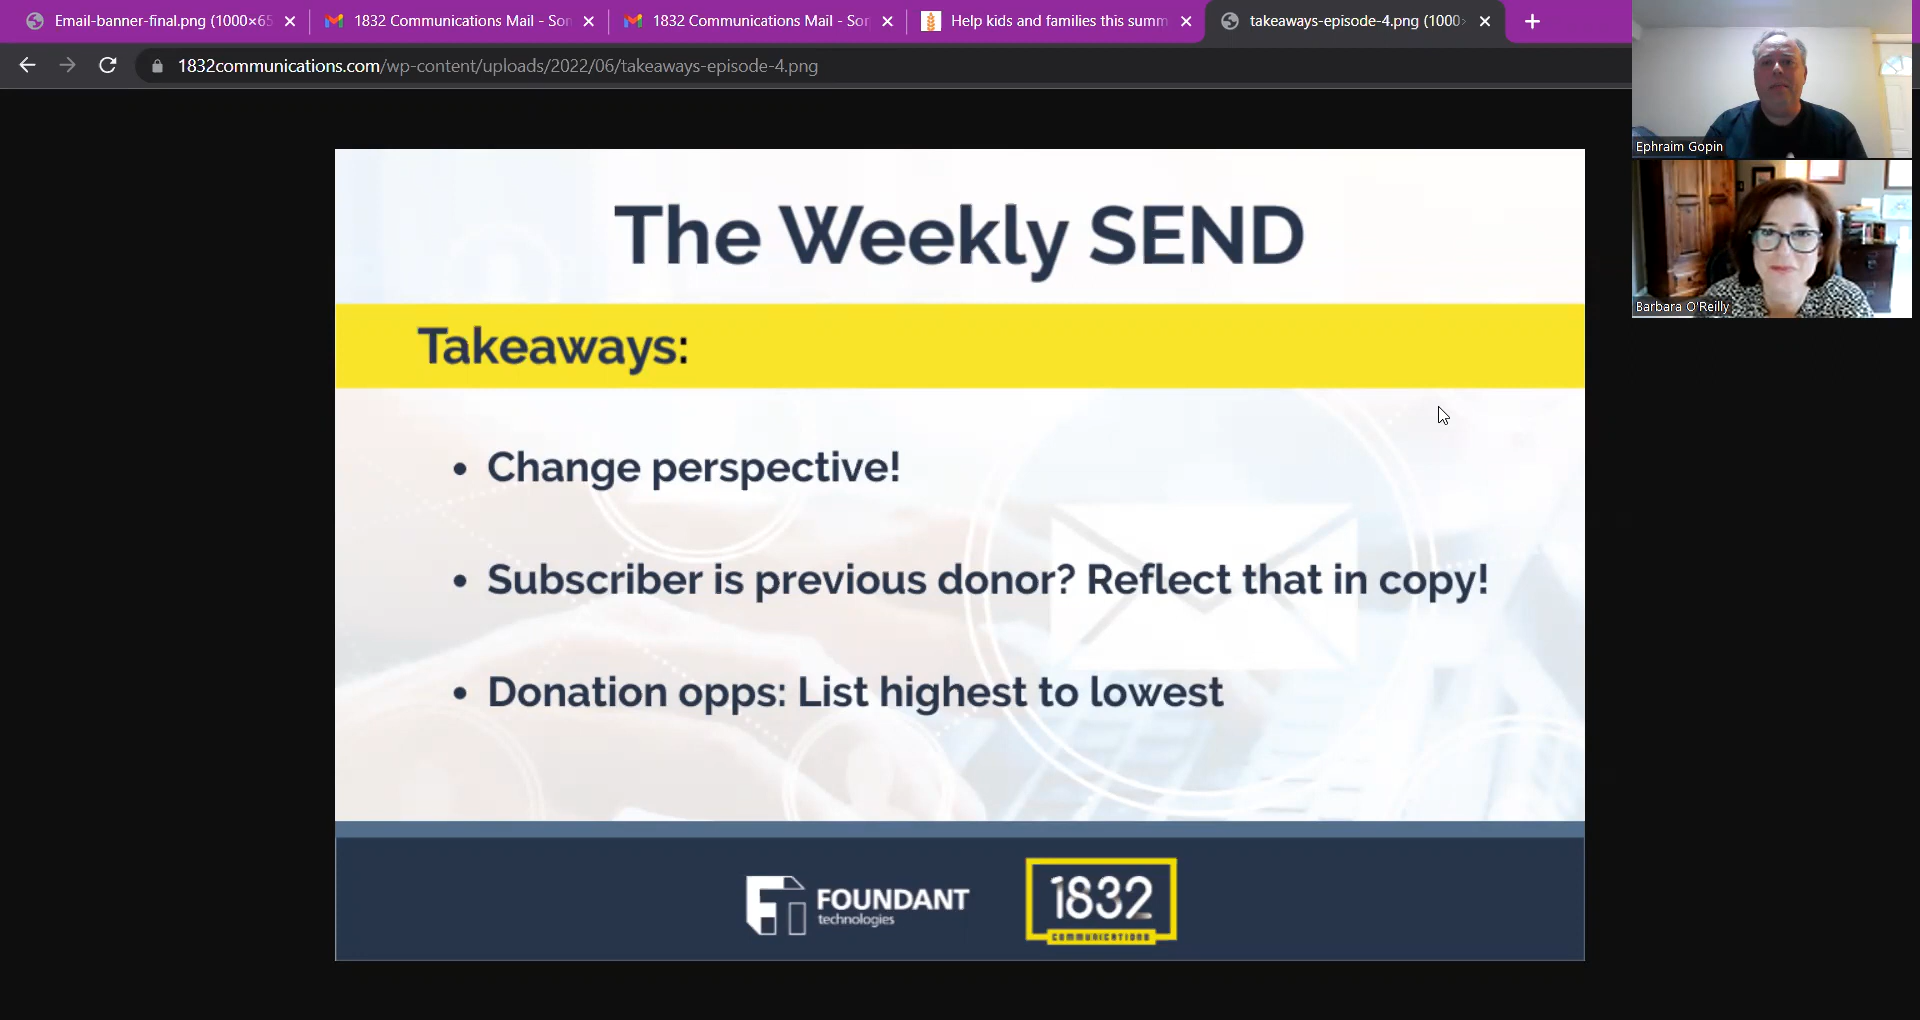 Email-banner-final.png (1000×65
1832 Communications Mail - Son
1832 Communications Mail - Sor
Help kids and families this summ
takeaways-episode-4.png (1000×
1832communications.com/wp-content/uploads/2022/06/takeaways-episode-4.png
Ephraim Gopin
Barbara O'Reilly
The Weekly SEND
Takeaways:
• Change perspective!
• Subscriber is previous donor? Reflect that in copy!
• Donation opps: List highest to lowest
FOUNDANT
technologies
1832
COMMUNICATIONS